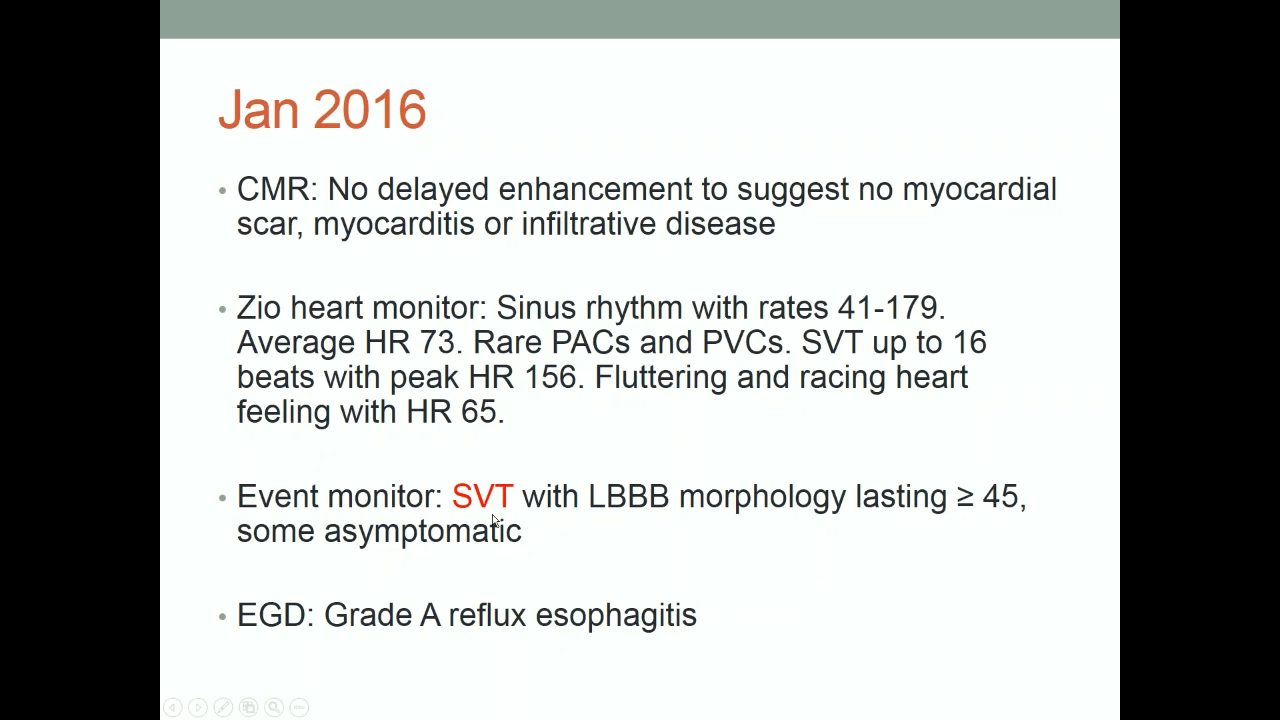 Jan 2016
• CMR: No delayed enhancement to suggest no myocardial
scar, myocarditis or infiltrative disease
• Zio heart monitor: Sinus rhythm with rates 41-179.
Average HR 73. Rare PACs and PVCs. SVT up to 16
beats with peak HR 156. Fluttering and racing heart
feeling with HR 65.
• Event monitor: SVT with LBBB morphology lasting ≥ 45,
some asymptomatic
• EGD: Grade A reflux esophagitis